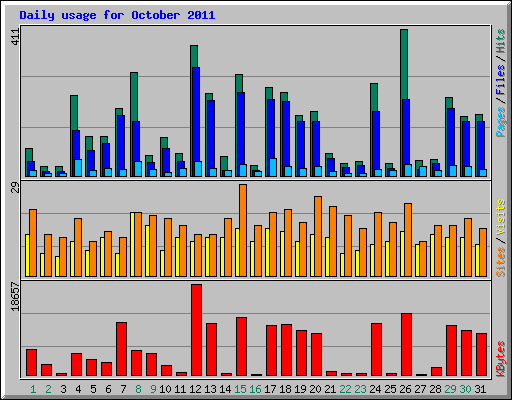 Daily usage for October 2011
411
Pages / Files / Hits
29
Sites / Visits
18657
KBytes
1 2 3 4 5 6 7 8 9 10 11 12 13 14 15 16 17 18 19 20 21 22 23 24 25 26 27 28 29 30 31